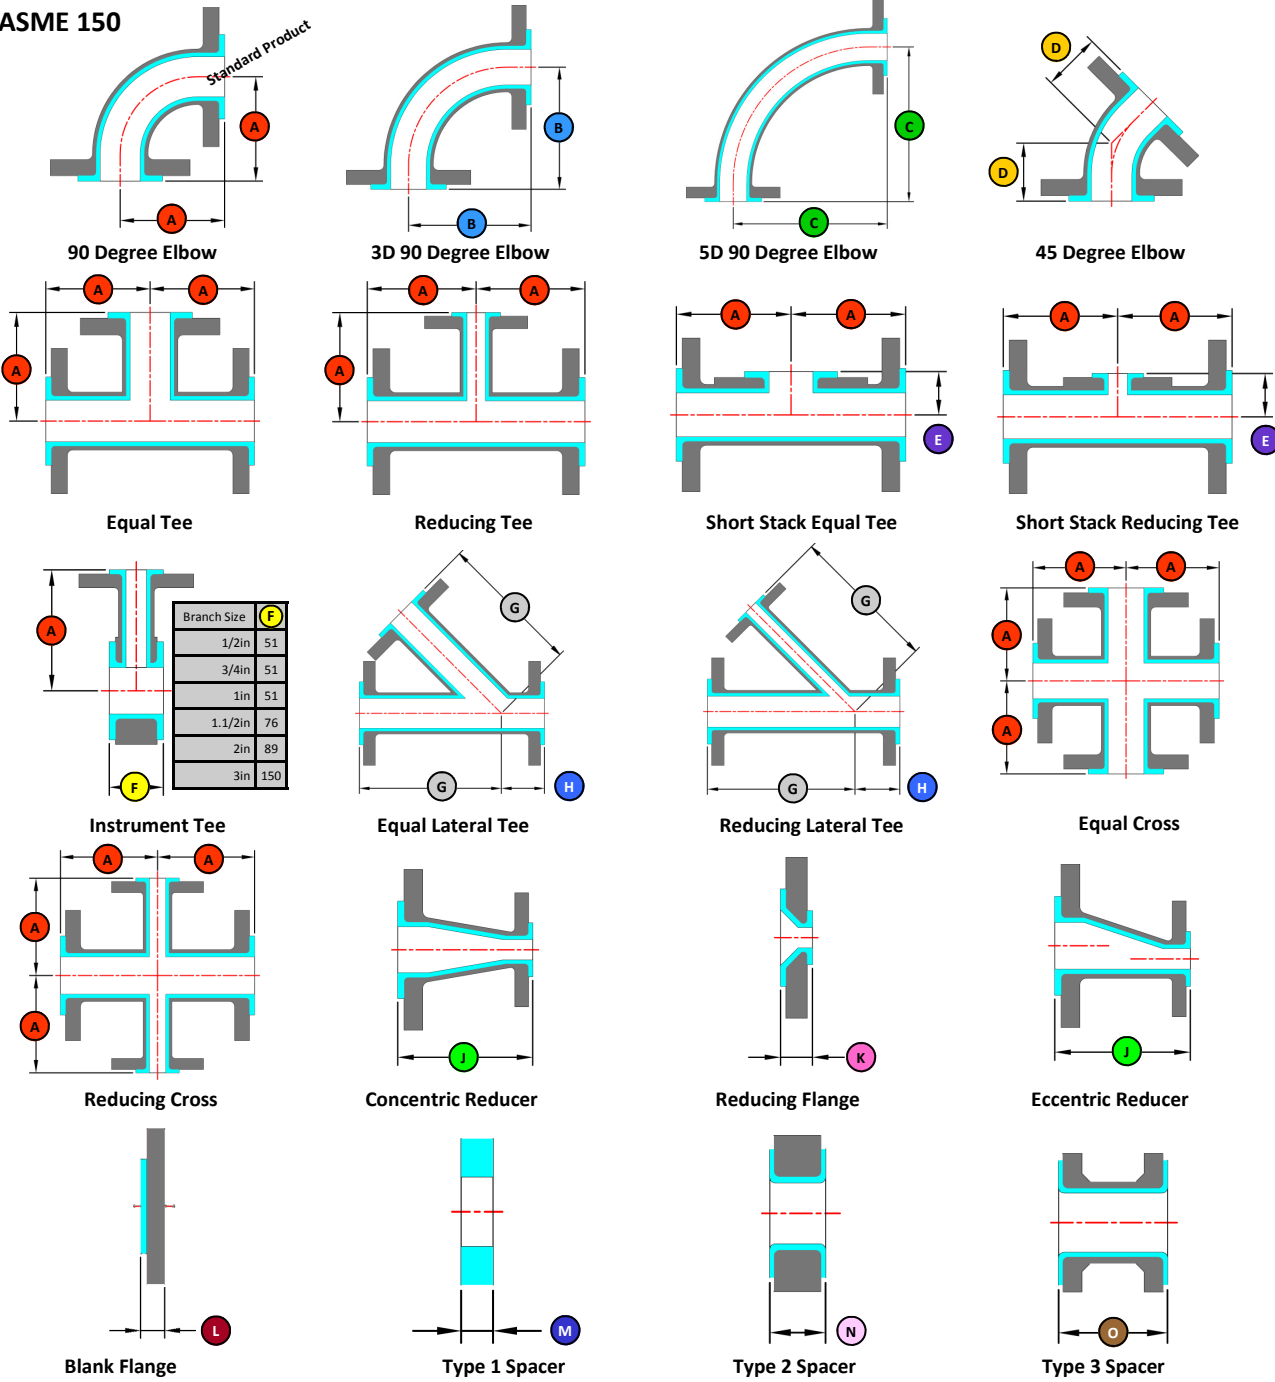 ASME 150
Standard Product
A
A
B
B
C
C
D
D
90 Degree Elbow
3D 90 Degree Elbow
5D 90 Degree Elbow
45 Degree Elbow
A A
A
A A
A
A A
E
A A
E
Equal Tee
Reducing Tee
Short Stack Equal Tee
Short Stack Reducing Tee
A
Branch Size F
1/2in 51
3/4in 51
1in 51
1.1/2in 76
2in 89
3in 150
F
G
G
H
G
G
H
A A
A
A
Instrument Tee
Equal Lateral Tee
Reducing Lateral Tee
Equal Cross
A A
A
A
J
K
J
Reducing Cross
Concentric Reducer
Reducing Flange
Eccentric Reducer
L
M
N
O
Blank Flange
Type 1 Spacer
Type 2 Spacer
Type 3 Spacer